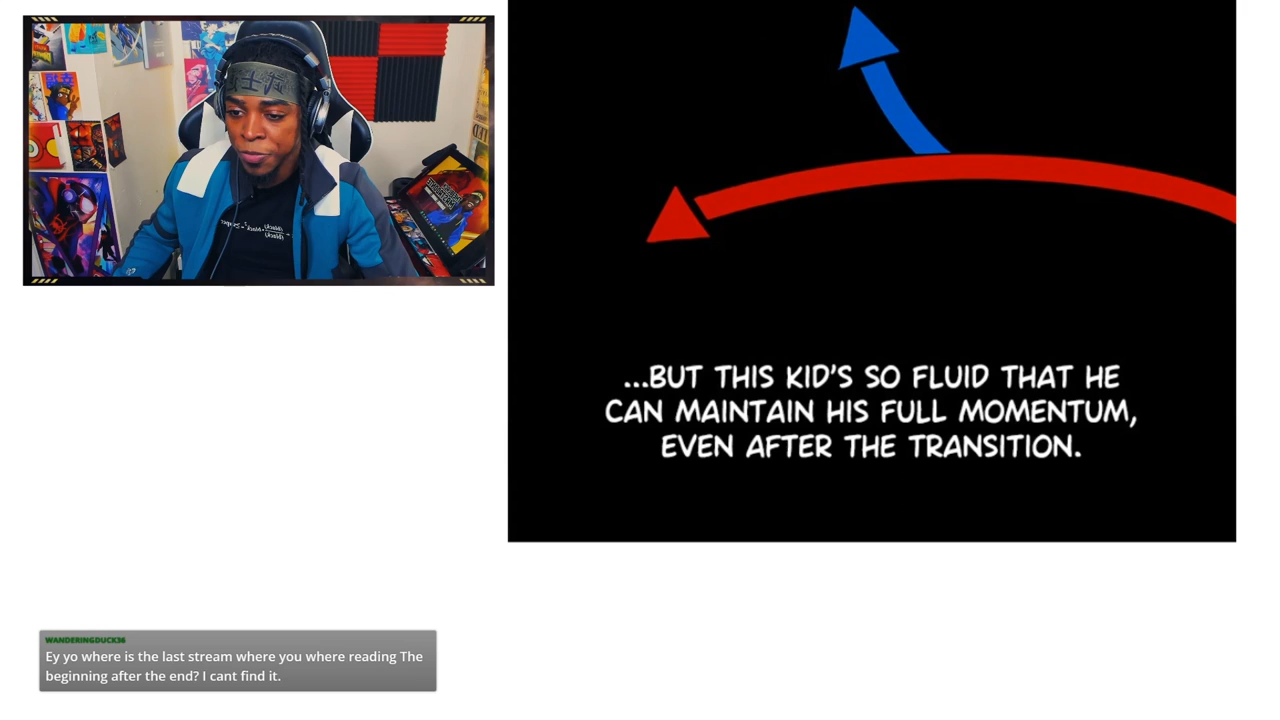 ...BUT THIS KID'S SO FLUID THAT HE
CAN MAINTAIN HIS FULL MOMENTUM,
EVEN AFTER THE TRANSITION.
WANDERINGDUCK36
Ey yo where is the last stream where you where reading The
beginning after the end? I cant find it.